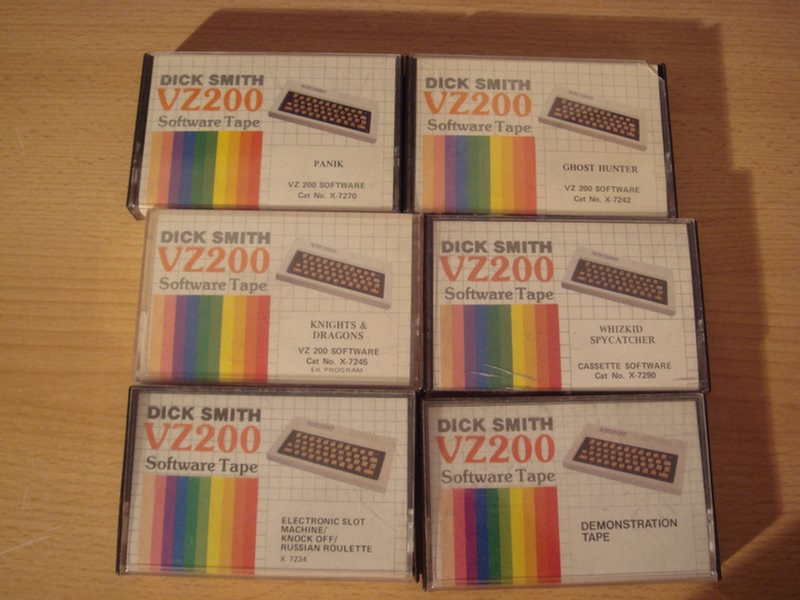 DICK SMITH
VZ200
Software Tape
PANIK
VZ 200 SOFTWARE
Cat No. X-7270
DICK SMITH
VZ200
Software Tape
GHOST HUNTER
VZ 200 SOFTWARE
Cat No. X-7242
DICK SMITH
VZ200
Software Tape
KNIGHTS &
DRAGONS
VZ 200 SOFTWARE
Cat No. X-7245
DICK SMITH
VZ200
Software Tape
WHIZKID
SPYCATCHER
CASSETTE SOFTWARE
Cat No. X-7290
DICK SMITH
VZ200
Software Tape
ELECTRONIC SLOT
MACHINE/
KNOCK OFF/
RUSSIAN ROULETTE
X 7234
DICK SMITH
VZ200
Software Tape
DEMONSTRATION
TAPE